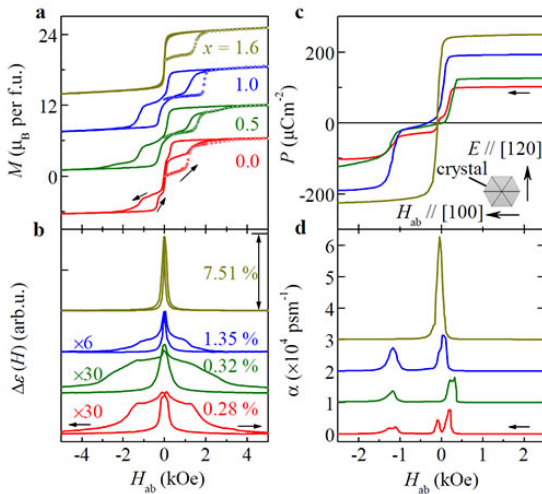 a
24
x = 1.6
1.0
12
0.5
0
0.0
M (μB per f.u.)
b
7.51 %
×6
1.35 %
×30
0.32 %
×30
0.28 %
Δε (H) (arb.u.)
-4 -2 0 2 4
Hab (kOe)
c
200
0
-200
P (μCm-2)
E // [120]
crystal
Hab // [100]
d
6
5
4
3
2
1
0
α (×10⁴ psm-1)
-2 -1 0 1 2
Hab (kOe)